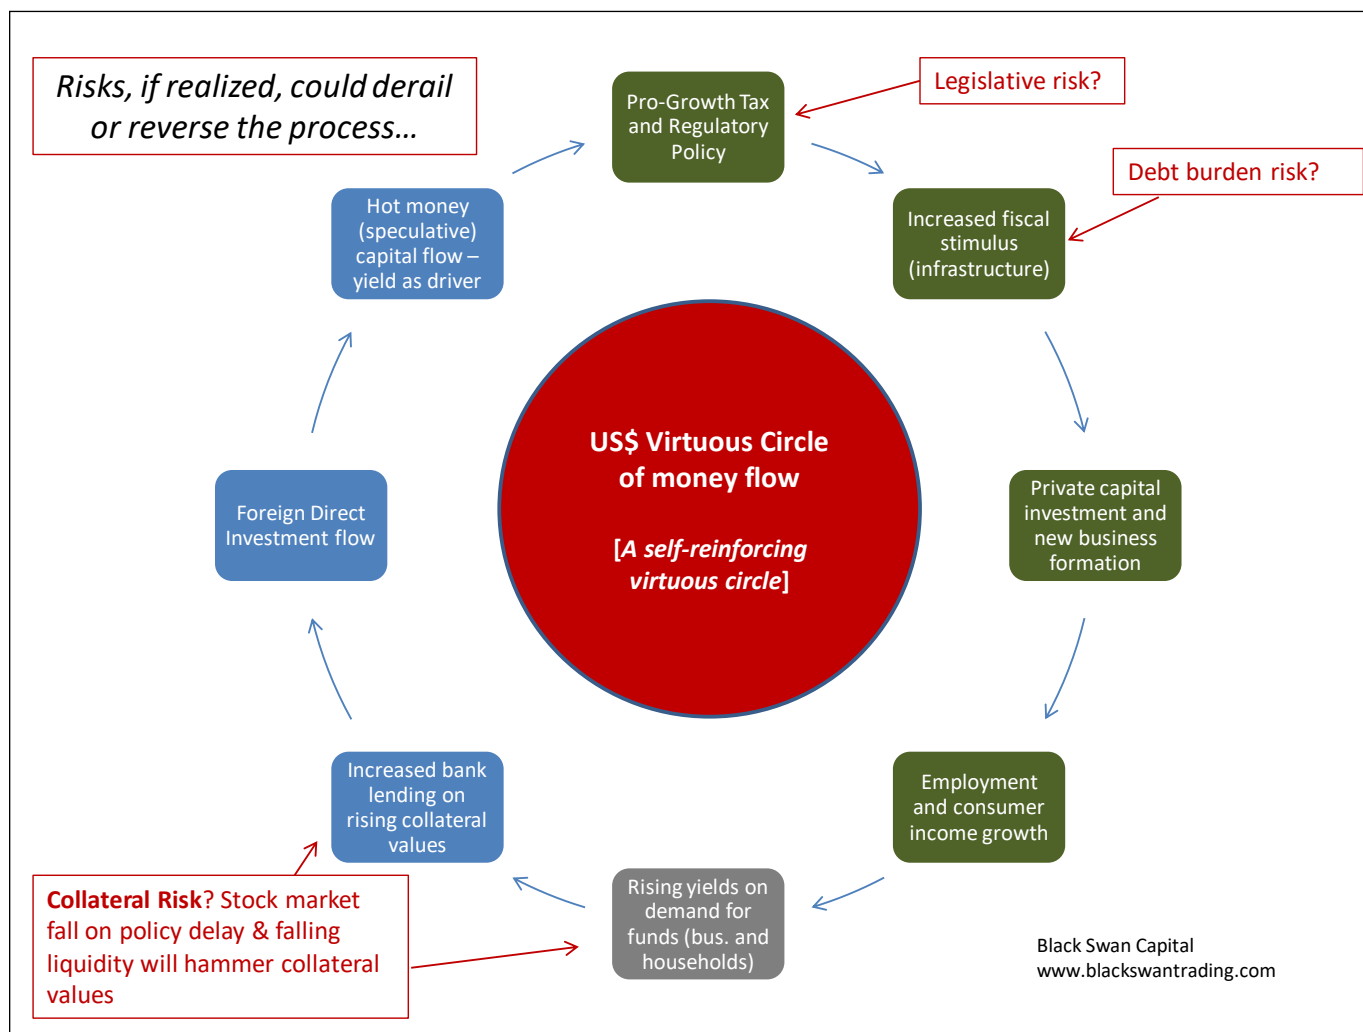 Risks, if realized, could derail
or reverse the process…
Pro-Growth Tax
and Regulatory
Policy
Legislative risk?
Debt burden risk?
Increased fiscal
stimulus
(infrastructure)
Private capital
investment and
new business
formation
Employment
and consumer
income growth
Rising yields on
demand for
funds (bus. and
households)
Increased bank
lending on
rising collateral
values
Foreign Direct
Investment flow
Hot money
(speculative)
capital flow –
yield as driver
US$ Virtuous Circle
of money flow
[A self-reinforcing
virtuous circle]
Collateral Risk? Stock market
fall on policy delay & falling
liquidity will hammer collateral
values
Black Swan Capital
www.blackswantrading.com